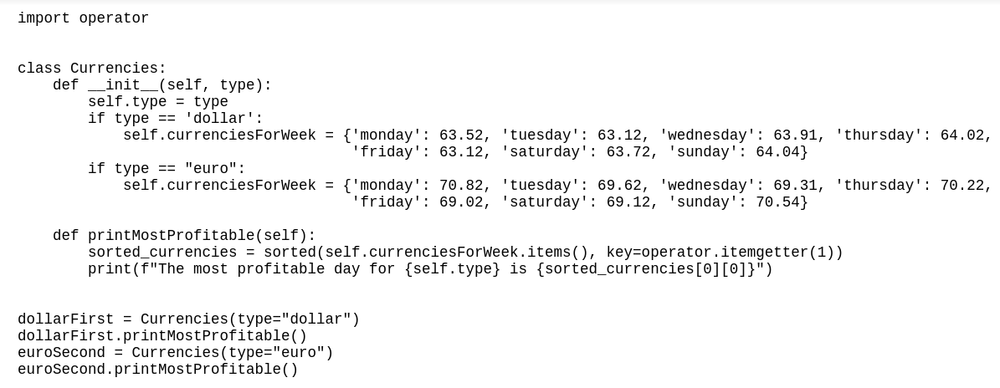 import operator
class Currencies:
    def __init__(self, type):
        self.type = type
        if type == 'dollar':
            self.currenciesForWeek = {'monday': 63.52, 'tuesday': 63.12, 'wednesday': 63.91, 'thursday': 64.02,
                                      'friday': 63.12, 'saturday': 63.72, 'sunday': 64.04}
        if type == "euro":
            self.currenciesForWeek = {'monday': 70.82, 'tuesday': 69.62, 'wednesday': 69.31, 'thursday': 70.22,
                                      'friday': 69.02, 'saturday': 69.12, 'sunday': 70.54}
    def printMostProfitable(self):
        sorted_currencies = sorted(self.currenciesForWeek.items(), key=operator.itemgetter(1))
        print(f"The most profitable day for {self.type} is {sorted_currencies[0][0]}")
dollarFirst = Currencies(type="dollar")
dollarFirst.printMostProfitable()
euroSecond = Currencies(type="euro")
euroSecond.printMostProfitable()